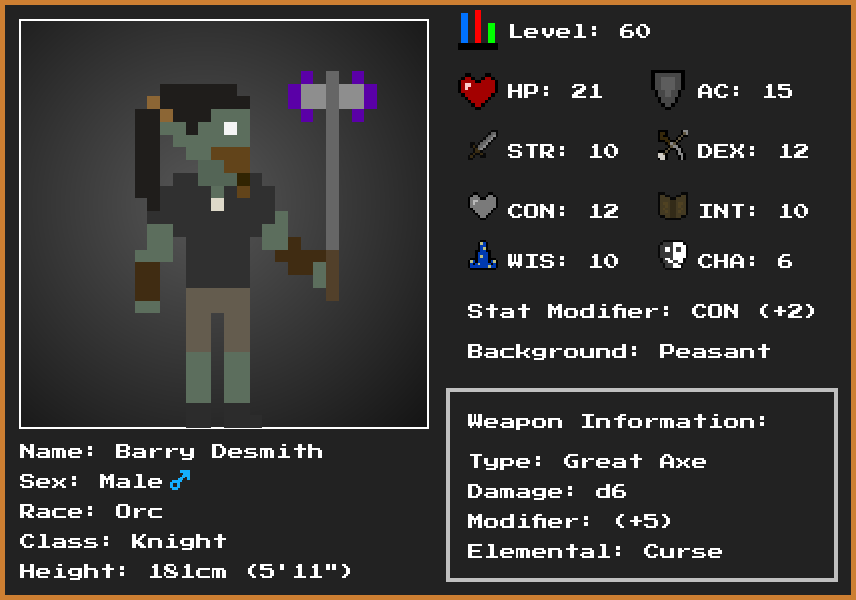 Level: 60
HP: 21 AC: 15
STR: 10 DEX: 12
CON: 12 INT: 10
WIS: 10 CHA: 6
Stat Modifier: CON (+2)
Background: Peasant
Weapon Information:
Type: Great Axe
Damage: d6
Modifier: (+5)
Elemental: Curse
Name: Barry Desmith
Sex: Male♂
Race: Orc
Class: Knight
Height: 181cm (5'11")